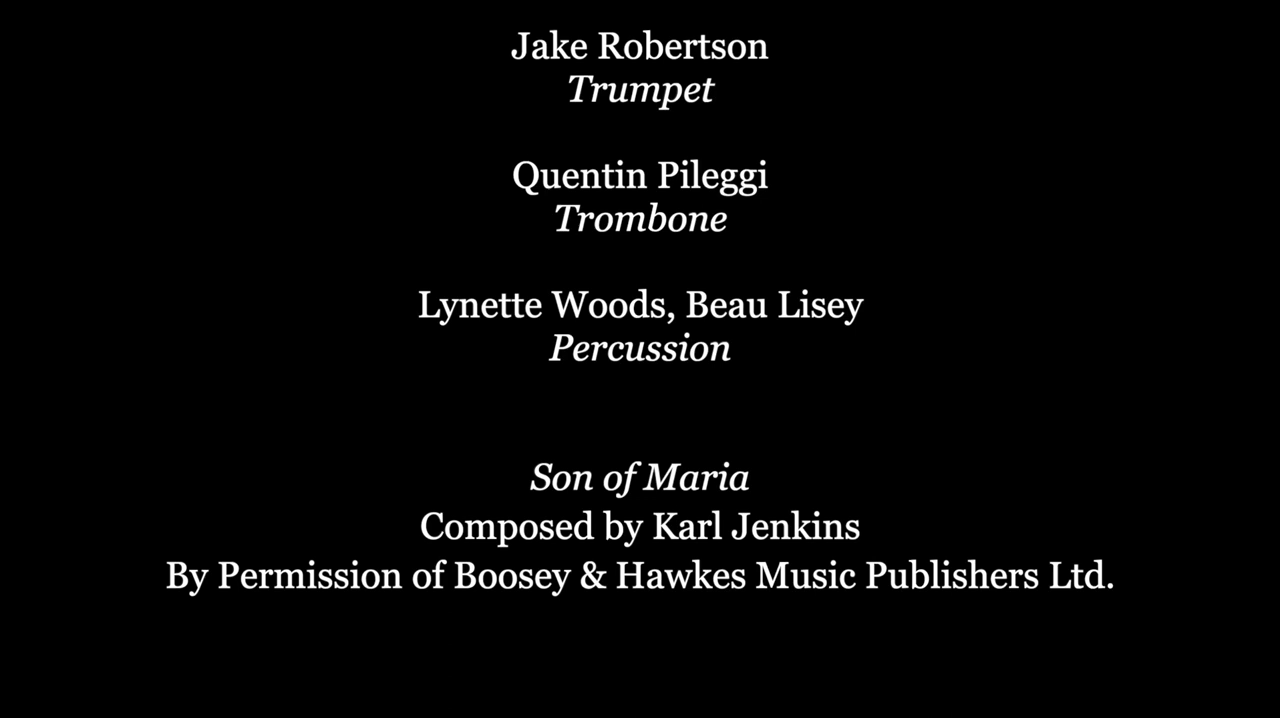 Jake Robertson
Trumpet
Quentin Pileggi
Trombone
Lynette Woods, Beau Lisey
Percussion
Son of Maria
Composed by Karl Jenkins
By Permission of Boosey & Hawkes Music Publishers Ltd.